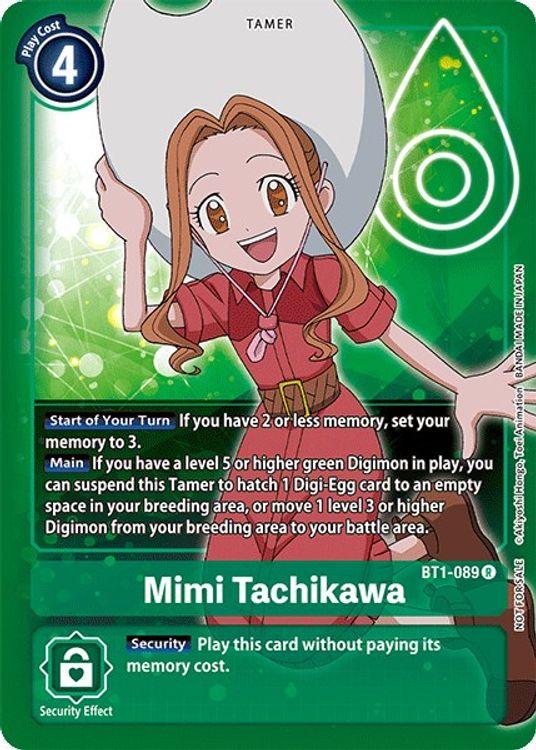 TAMER
Play Cost
4
Start of Your Turn If you have 2 or less memory, set your
memory to 3.
Main If you have a level 5 or higher green Digimon in play, you
can suspend this Tamer to hatch 1 Digi-Egg card to an empty
space in your breeding area, or move 1 level 3 or higher
Digimon from your breeding area to your battle area.
BT1-089 R
Mimi Tachikawa
Security Play this card without paying its
memory cost.
Security Effect
NOT FOR SALE ©Akiyoshi Hongo, Toei Animation BANDAI MADE IN JAPAN